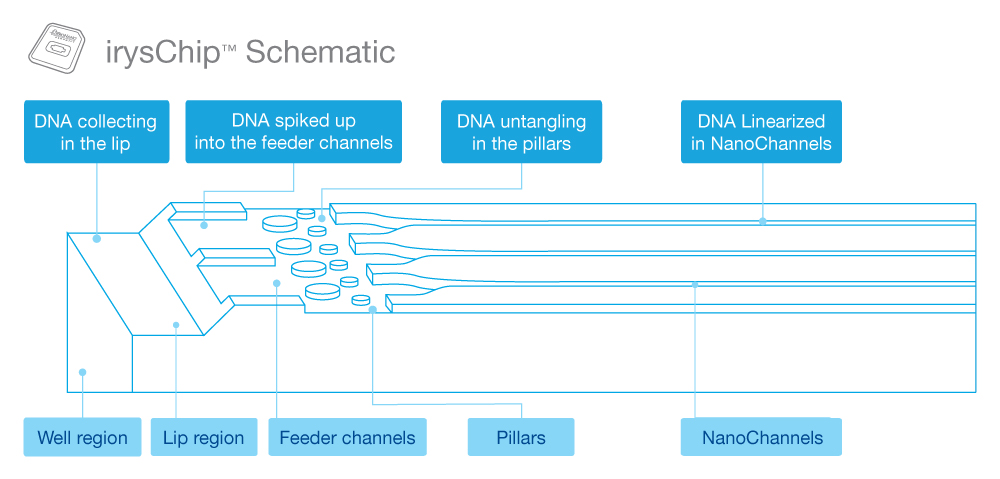 irysChip™ Schematic
DNA collecting
in the lip
DNA spiked up
into the feeder channels
DNA untangling
in the pillars
DNA Linearized
in NanoChannels
Well region
Lip region
Feeder channels
Pillars
NanoChannels